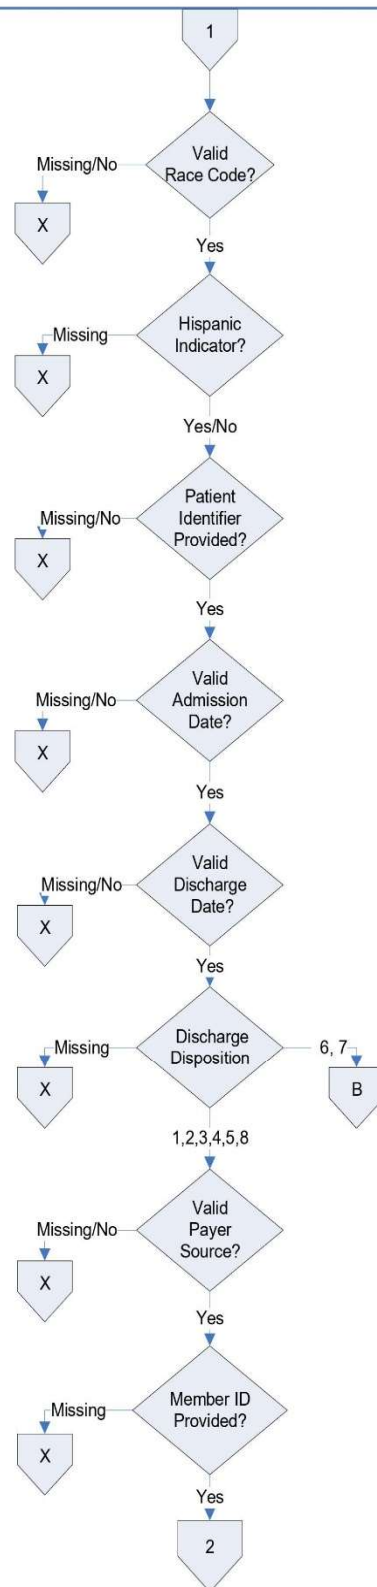 1
Valid
Race Code?
Missing/No
X
Yes
Hispanic
Indicator?
Missing
X
Yes/No
Patient
Identifier
Provided?
Missing/No
X
Yes
Valid
Admission
Date?
Missing/No
X
Yes
Valid
Discharge
Date?
Missing/No
X
Yes
Discharge
Disposition
Missing
6, 7
X
B
1,2,3,4,5,8
Valid
Payer
Source?
Missing/No
X
Yes
Member ID
Provided?
Missing
X
Yes
2